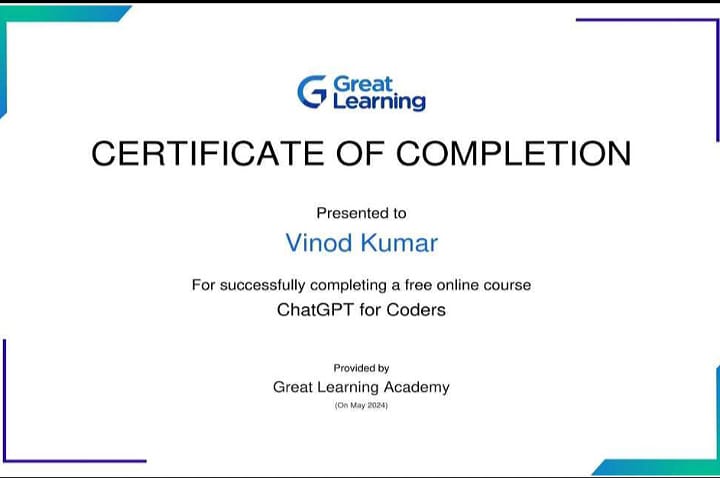 Great
Learning
CERTIFICATE OF COMPLETION
Presented to
Vinod Kumar
For successfully completing a free online course
ChatGPT for Coders
Provided by
Great Learning Academy
(On May 2024)